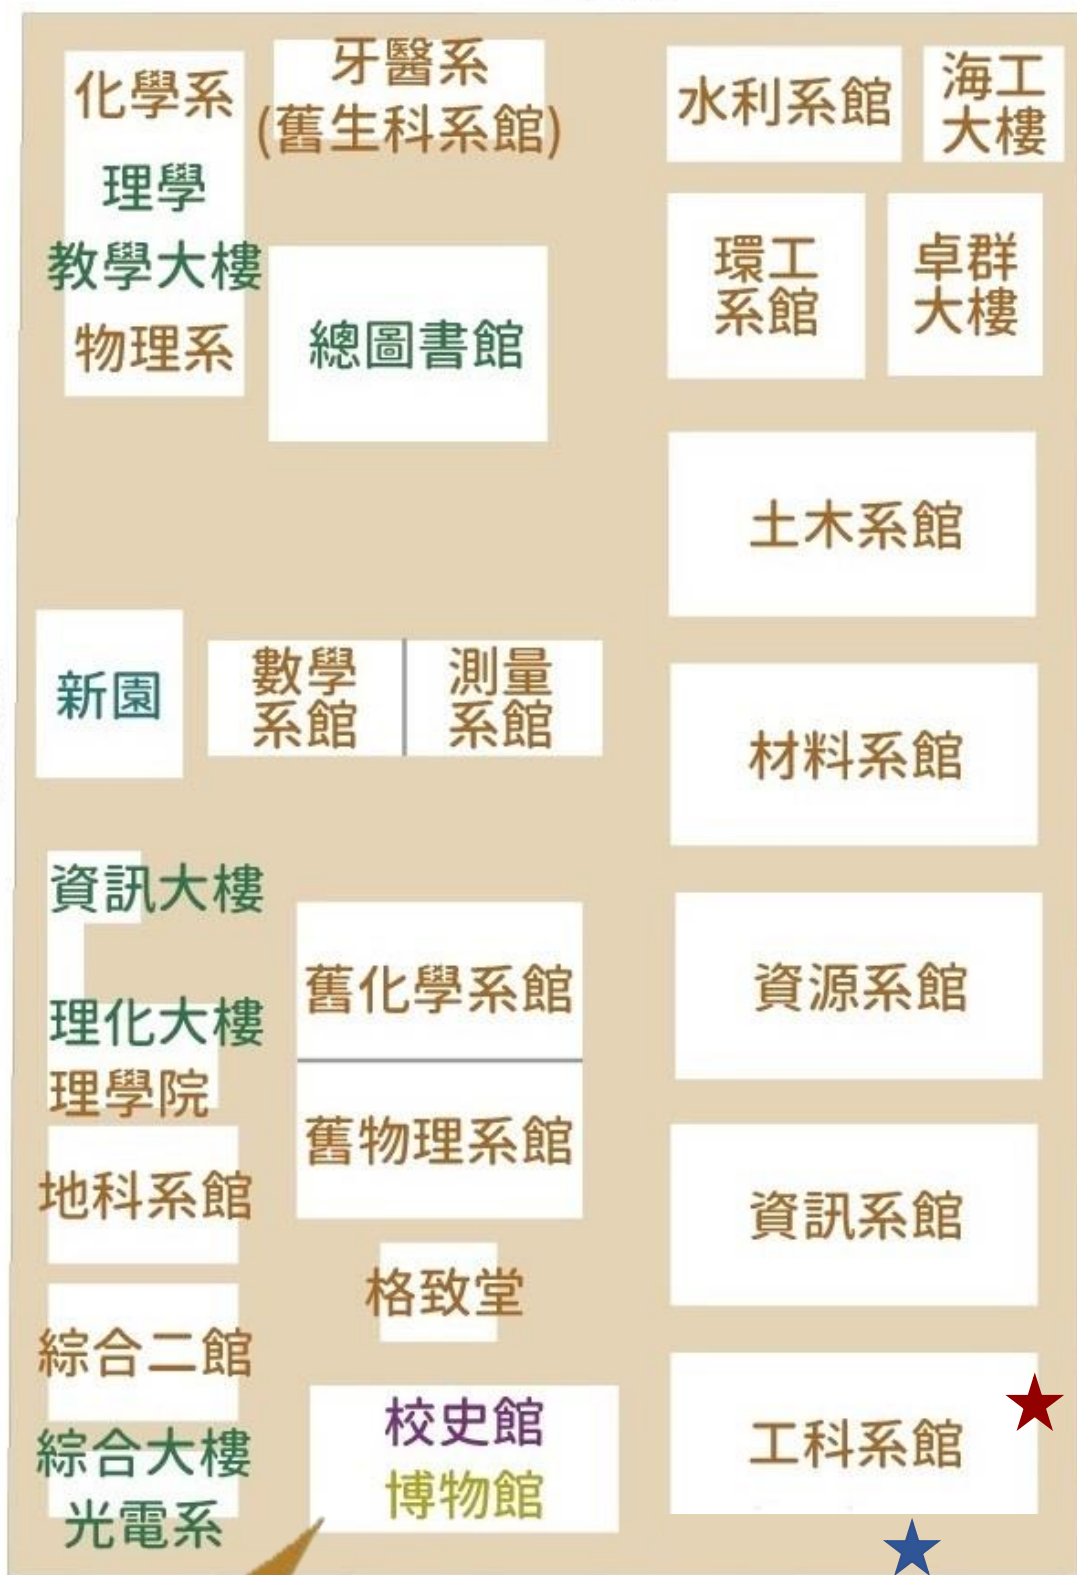 化學系
理學
教學大樓
物理系
牙醫系
(舊生科系館)
總圖書館
水利系館
海工
大樓
環工
系館
卓群
大樓
土木系館
新園
數學
系館
測量
系館
材料系館
資訊大樓
理化大樓
理學院
舊化學系館
舊物理系館
資源系館
地科系館
資訊系館
格致堂
綜合二館
綜合大樓
光電系
校史館
博物館
工科系館